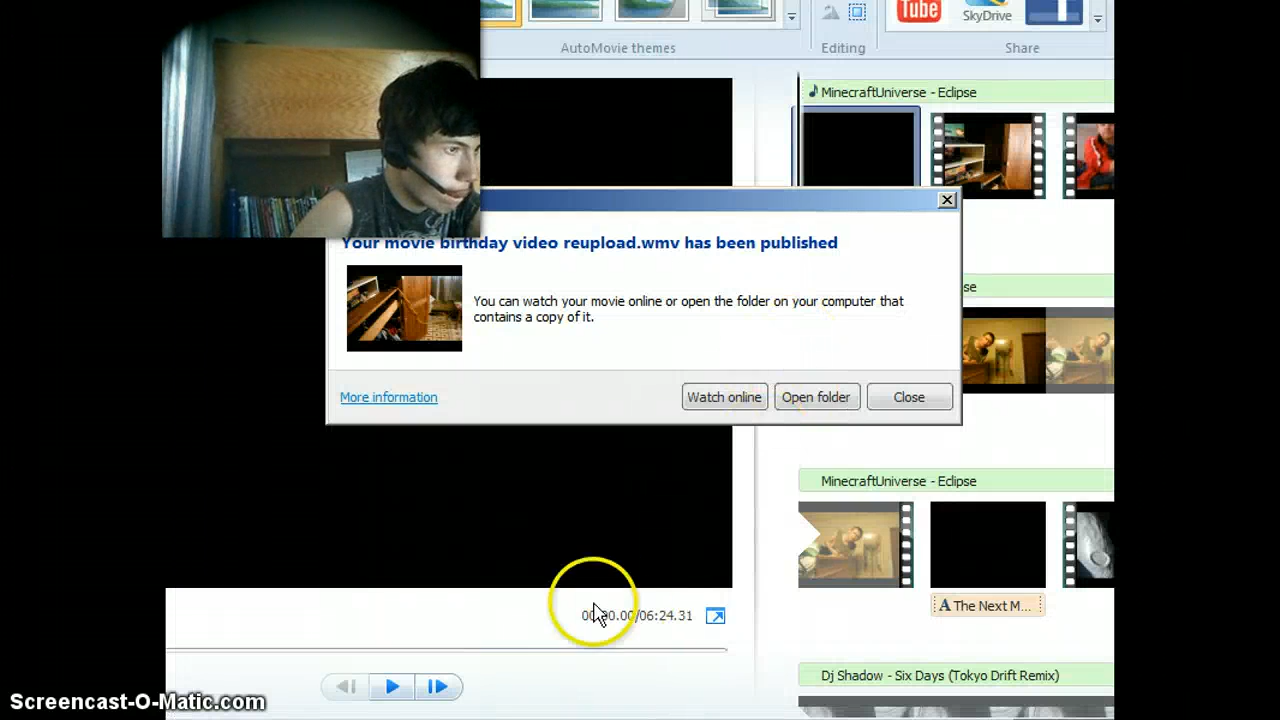 Tube
SkyDrive
f
AutoMovie themes
Editing
Share
MinecraftUniverse - Eclipse
Your movie birthday video reupload.wmv has been published
You can watch your movie online or open the folder on your computer that
contains a copy of it.
More information
Watch online
Open folder
Close
se
MinecraftUniverse - Eclipse
A The Next M...
/06:24.31
Dj Shadow - Six Days (Tokyo Drift Remix)
Screencast-O-Matic.com